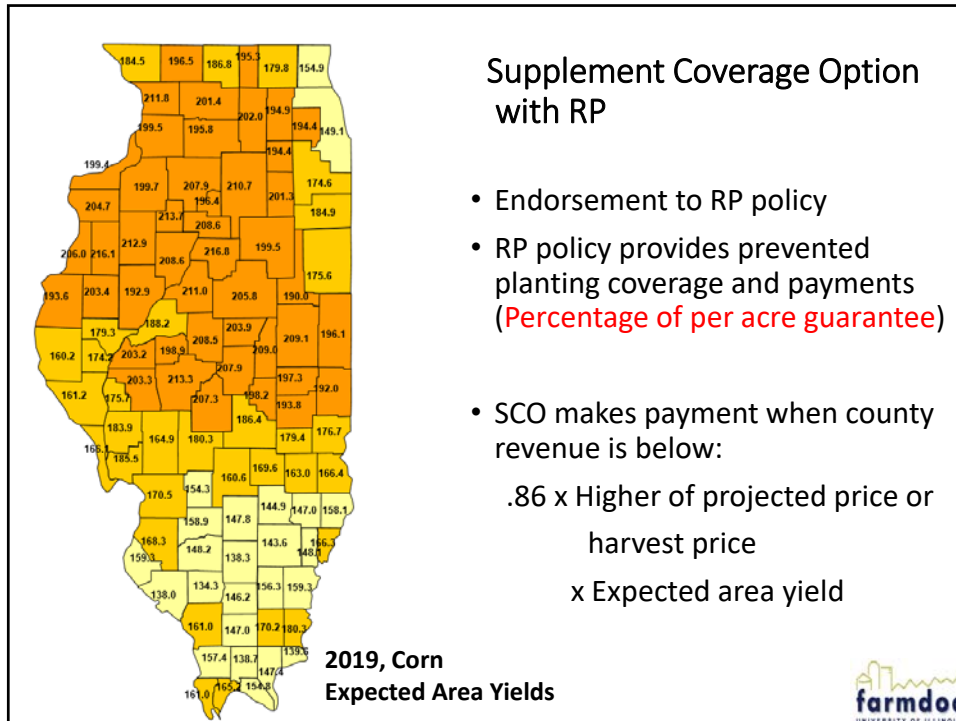 Supplement Coverage Option
with RP
• Endorsement to RP policy
• RP policy provides prevented
planting coverage and payments
(Percentage of per acre guarantee)
• SCO makes payment when county
revenue is below:
.86 x Higher of projected price or
harvest price
x Expected area yield
184.5 196.5 186.8 195.3 179.8 154.9
211.8 201.4 202.0 194.9
199.5 195.8 194.4 149.1
194.4
199.4
199.7 207.9 210.7 201.3 174.6
204.7 196.4 184.9
213.7 208.6
206.0 216.1 212.9 208.6 216.8 199.5
175.6
193.6 203.4 192.9 211.0 205.8 190.0
188.2
179.3 203.9 209.1 196.1
160.2 174.2 203.2 198.9 208.5 209.0
207.9
161.2 175.7 203.3 213.3 207.3 198.2 197.3 192.0
193.8
183.9 164.9 180.3 186.4 179.4 176.7
185.5
170.5 154.3 160.6 169.6 163.0 166.4
158.9 147.8 144.9 147.0 158.1
168.3 148.2 138.3 143.6 148.1 166.3
159.3
138.0 134.3 146.2 156.3 159.3
161.0 147.0 170.2 180.3
157.4 138.7 147.4 139.6
161.0 165.2 154.8
2019, Corn
Expected Area Yields
farmdoc